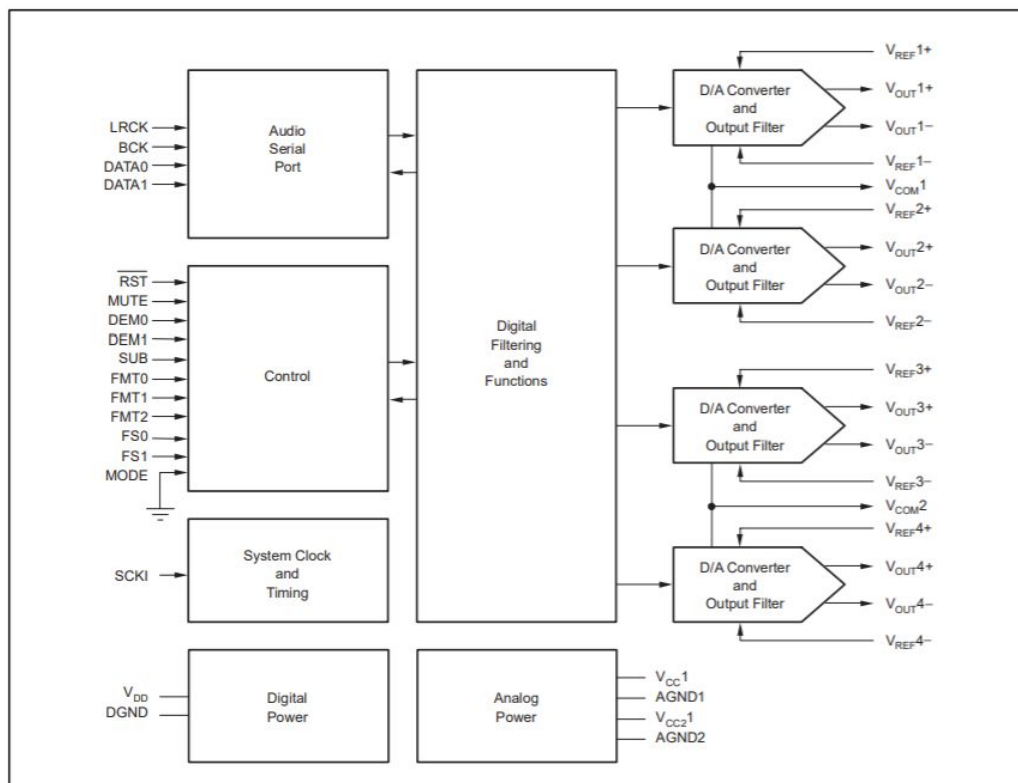 LRCK
BCK
DATA0
DATA1
Audio
Serial
Port
RST
MUTE
DEM0
DEM1
SUB
FMT0
FMT1
FMT2
FS0
FS1
MODE
Control
SCKI
System Clock
and
Timing
VDD
DGND
Digital
Power
Digital
Filtering
and
Functions
Analog
Power
VCC1
AGND1
VCC21
AGND2
D/A Converter
and
Output Filter
VREF1+
VOUT1+
VOUT1−
VREF1−
VCOM1
D/A Converter
and
Output Filter
VREF2+
VOUT2+
VOUT2−
VREF2−
D/A Converter
and
Output Filter
VREF3+
VOUT3+
VOUT3−
VREF3−
VCOM2
D/A Converter
and
Output Filter
VREF4+
VOUT4+
VOUT4−
VREF4−